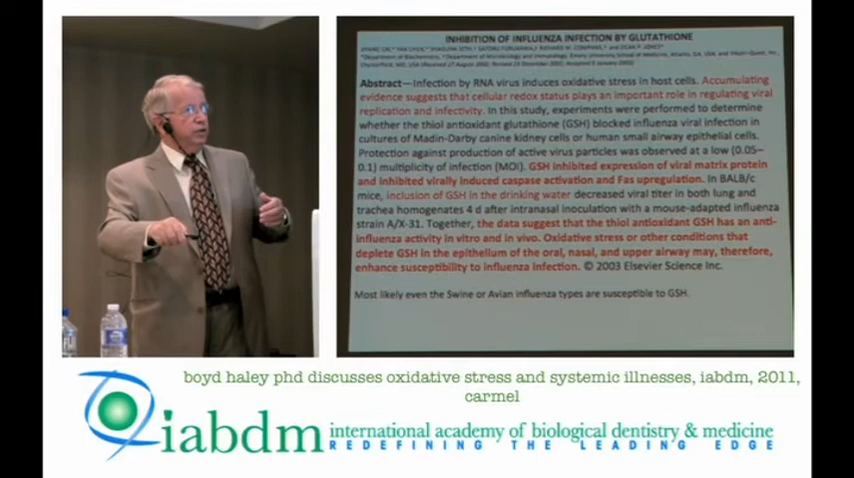 INHIBITION OF INFLUENZA INFECTION BY GLUTATHIONE
Abstract—Infection by RNA virus induces oxidative stress in host cells. Accumulating
evidence suggests that cellular redox status plays an important role in regulating viral
replication and infectivity. In this study, experiments were performed to determine
whether the thiol antioxidant glutathione (GSH) blocked influenza viral infection in
cultures of Madin-Darby canine kidney cells or human small airway epithelial cells.
Protection against production of active virus particles was observed at a low (0.05–
0.1) multiplicity of infection (MOI). GSH inhibited expression of viral matrix protein
and inhibited virally induced caspase activation and Fas upregulation. In BALB/c
mice, inclusion of GSH in the drinking water decreased viral titer in both lung and
trachea homogenates 4 d after intranasal inoculation with a mouse-adapted influenza
strain A/X-31. Together, the data suggest that the thiol antioxidant GSH has an anti-
influenza activity in vitro and in vivo. Oxidative stress or other conditions that
deplete GSH in the epithelium of the oral, nasal, and upper airway may, therefore,
enhance susceptibility to influenza infection. © 2003 Elsevier Science Inc.
Most likely even the Swine or Avian influenza types are susceptible to GSH.
boyd haley phd discusses oxidative stress and systemic illnesses, iabdm, 2011,
carmel
iabdm
international academy of biological dentistry & medicine
REDEFINING THE LEADING EDGE